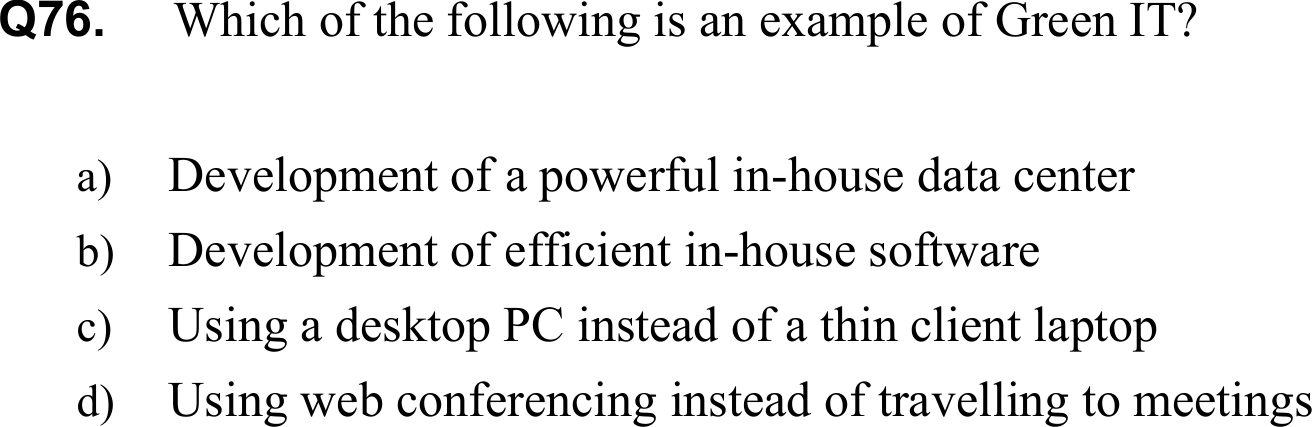 Q76. Which of the following is an example of Green IT?
a) Development of a powerful in-house data center
b) Development of efficient in-house software
c) Using a desktop PC instead of a thin client laptop
d) Using web conferencing instead of travelling to meetings